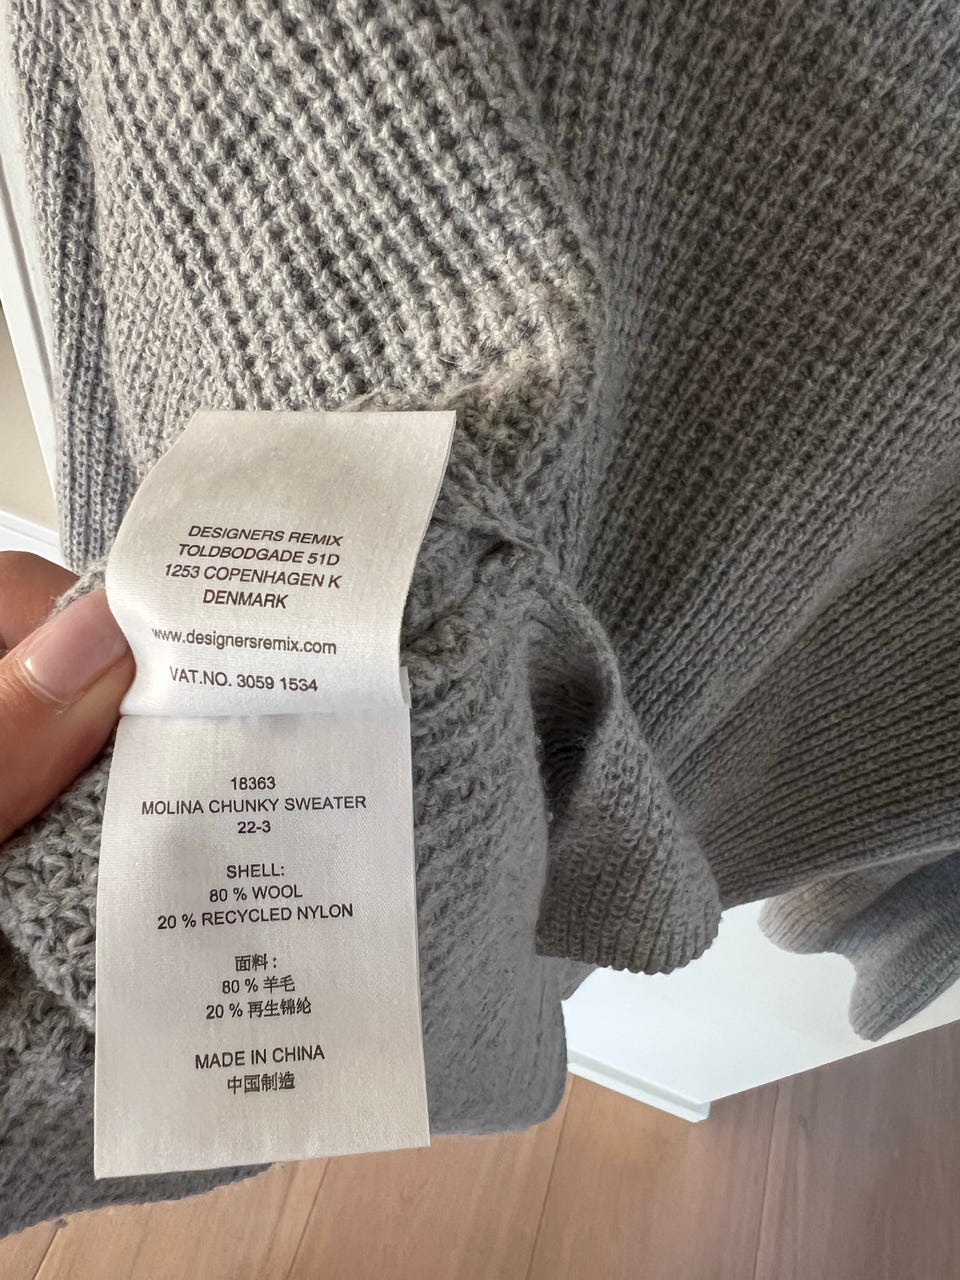 DESIGNERS REMIX
TOLDBODGADE 51D
1253 COPENHAGEN K
DENMARK
www.designersremix.com
VAT.NO. 3059 1534
18363
MOLINA CHUNKY SWEATER
22-3
SHELL:
80 % WOOL
20 % RECYCLED NYLON
面料 :
80 % 羊毛
20 % 再生锦纶
MADE IN CHINA
中国制造